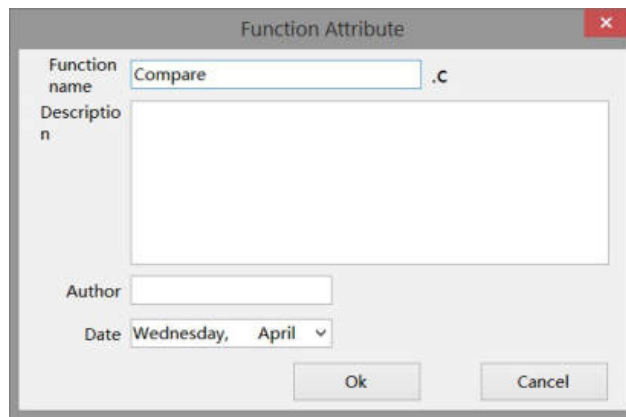 Function Attribute
Function
name
Compare
.C
Descriptio
n
Author
Date
Wednesday, April
Ok
Cancel